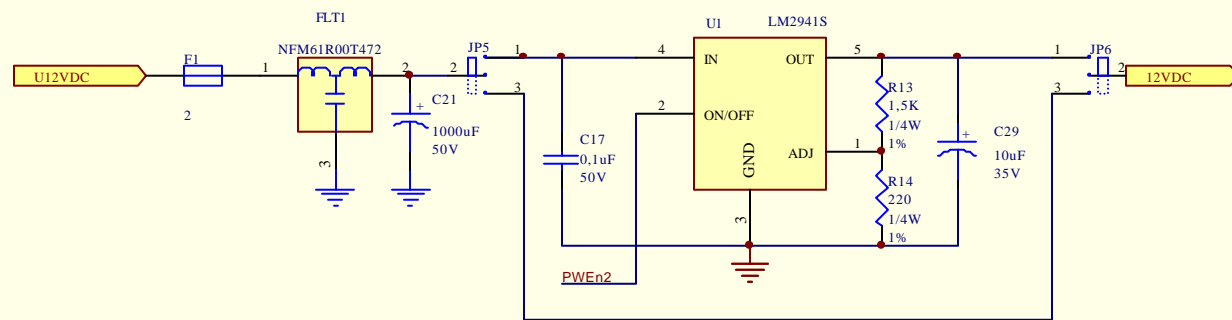 FLT1
U1
LM2941S
NFM61R00T472
F1
JP5
JP6
U12VDC
1
2
2
1
4
IN
OUT
5
1
2
12VDC
3
3
C21
1000uF
50V
2
3
2
ON/OFF
R13
1,5K
1/4W
1%
C17
0,1uF
50V
ADJ
1
C29
10uF
35V
GND
3
R14
220
1/4W
1%
PWEn2